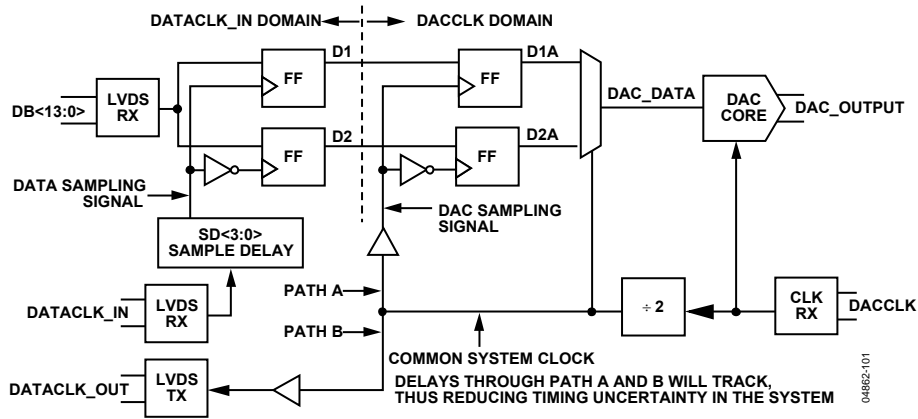 DATACLK_IN DOMAIN
DACCLK DOMAIN
D1
D1A
FF
FF
LVDS
RX
DB<13:0>
DAC_DATA
DAC
CORE
DAC_OUTPUT
D2
D2A
FF
FF
DATA SAMPLING
SIGNAL
DAC SAMPLING
SIGNAL
SD<3:0>
SAMPLE DELAY
PATH A
DATACLK_IN
LVDS
RX
÷ 2
CLK
RX
DACCLK
PATH B
COMMON SYSTEM CLOCK
DATACLK_OUT
LVDS
TX
DELAYS THROUGH PATH A AND B WILL TRACK,
THUS REDUCING TIMING UNCERTAINTY IN THE SYSTEM
04862-101